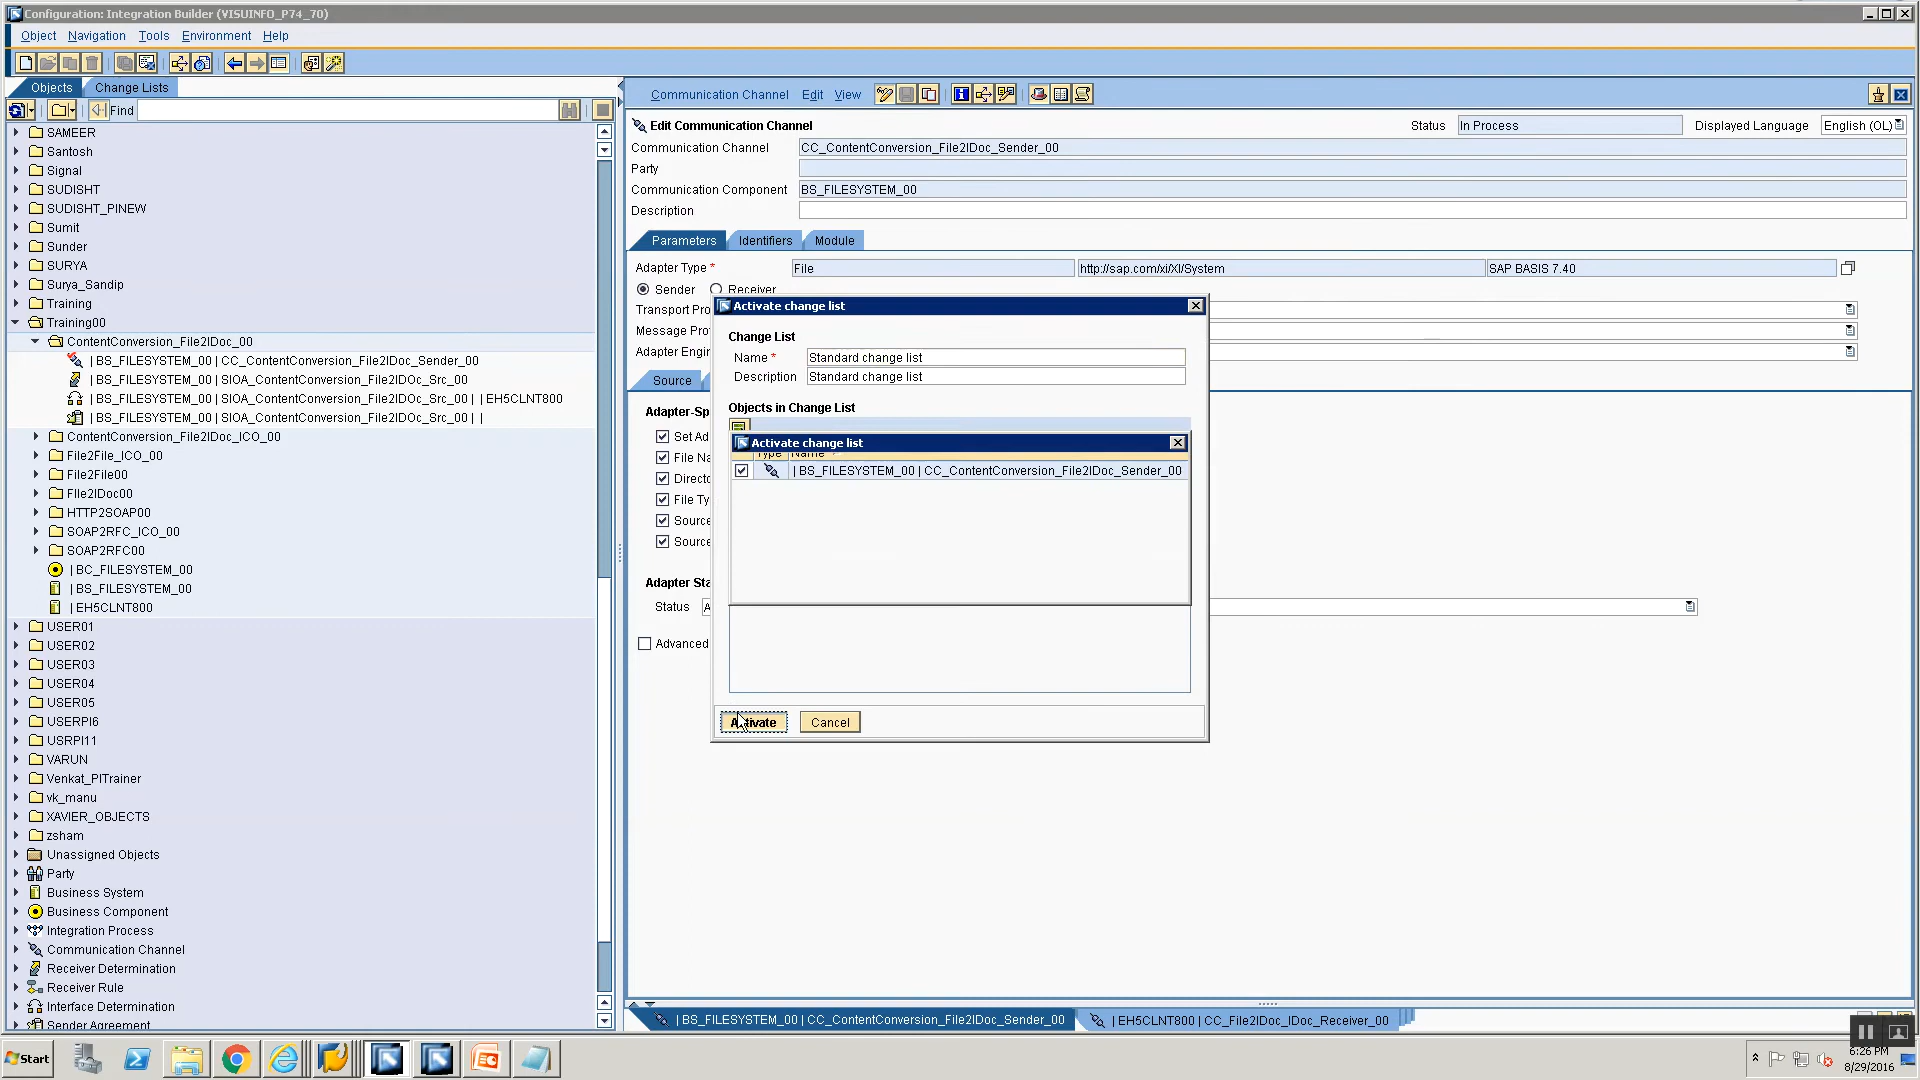 Configuration: Integration Builder (VISUINFO_P74_70)
Object Navigation Tools Environment Help
Objects Change Lists
Find
SAMEER
Santosh
Signal
SUDISHT
SUDISHT_PINEW
Sumit
Sunder
SURYA
Surya_Sandip
Training
Training00
ContentConversion_File2IDoc_00
| BS_FILESYSTEM_00 | CC_ContentConversion_File2IDoc_Sender_00
| BS_FILESYSTEM_00 | SIOA_ContentConversion_File2IDOc_Src_00
| BS_FILESYSTEM_00 | SIOA_ContentConversion_File2IDOc_Src_00 | | EH5CLNT800
| BS_FILESYSTEM_00 | SIOA_ContentConversion_File2IDOc_Src_00 | |
ContentConversion_File2IDoc_ICO_00
File2File_ICO_00
File2File00
FIle2IDoc00
HTTP2SOAP00
SOAP2RFC_ICO_00
SOAP2RFC00
| BC_FILESYSTEM_00
| BS_FILESYSTEM_00
| EH5CLNT800
USER01
USER02
USER03
USER04
USER05
USERPI6
USRPI11
VARUN
Venkat_PITrainer
vk_manu
XAVIER_OBJECTS
zsham
Unassigned Objects
Party
Business System
Business Component
Integration Process
Communication Channel
Receiver Determination
Receiver Rule
Interface Determination
Sender Agreement
Communication Channel Edit View
Edit Communication Channel
Status In Process Displayed Language English (OL)
Communication Channel CC_ContentConversion_File2IDoc_Sender_00
Party
Communication Component BS_FILESYSTEM_00
Description
Parameters Identifiers Module
Adapter Type * File http://sap.com/xi/XI/System SAP BASIS 7.40
Sender Receiver
Transport Pro
Message Pro
Adapter Engi
Source
Adapter-Sp
Set Ad
File Na
Directo
File Ty
Source
Source
Adapter Sta
Status A
Advanced
Activate change list
Change List
Name * Standard change list
Description Standard change list
Objects in Change List
Activate change list
Type Name
| BS_FILESYSTEM_00 | CC_ContentConversion_File2IDoc_Sender_00
Activate Cancel
| BS_FILESYSTEM_00 | CC_ContentConversion_File2IDoc_Sender_00
| EH5CLNT800 | CC_File2IDoc_IDoc_Receiver_00
Start
6:26 PM
8/29/2016